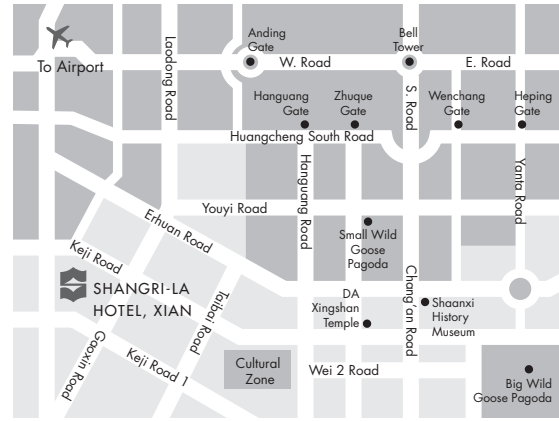 Anding
Gate
Bell
Tower
To Airport
Laodong Road
W. Road
E. Road
S. Road
Hanguang
Gate
Zhuque
Gate
Wenchang
Gate
Heping
Gate
Huangcheng South Road
Hanguang Road
Yanta Road
Youyi Road
Erhuan Road
Small Wild
Goose
Pagoda
Keji Road
SHANGRI-LA
HOTEL, XIAN
Taibai Road
Chang'an Road
DA
Xingshan
Temple
Shaanxi
History
Museum
Gaoxin Road
Keji Road 1
Cultural
Zone
Wei 2 Road
Big Wild
Goose Pagoda